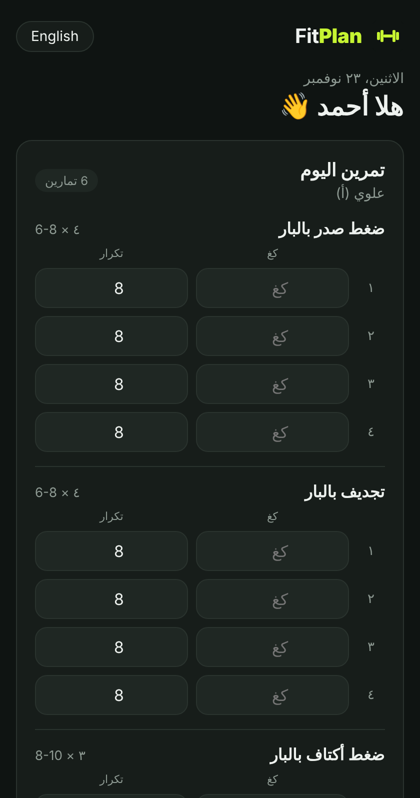 FitPlan
English
الاثنين، ٢٣ نوفمبر
هلا أحمد 👋
تمرين اليوم
6 تمارين
علوي (أ)
ضغط صدر بالبار
٤ × 6-8
كغ تكرار
١ كغ 8
٢ كغ 8
٣ كغ 8
٤ كغ 8
تجديف بالبار
٤ × 6-8
كغ تكرار
١ كغ 8
٢ كغ 8
٣ كغ 8
٤ كغ 8
ضغط أكتاف بالبار
٣ × 8-10
كغ تكرار